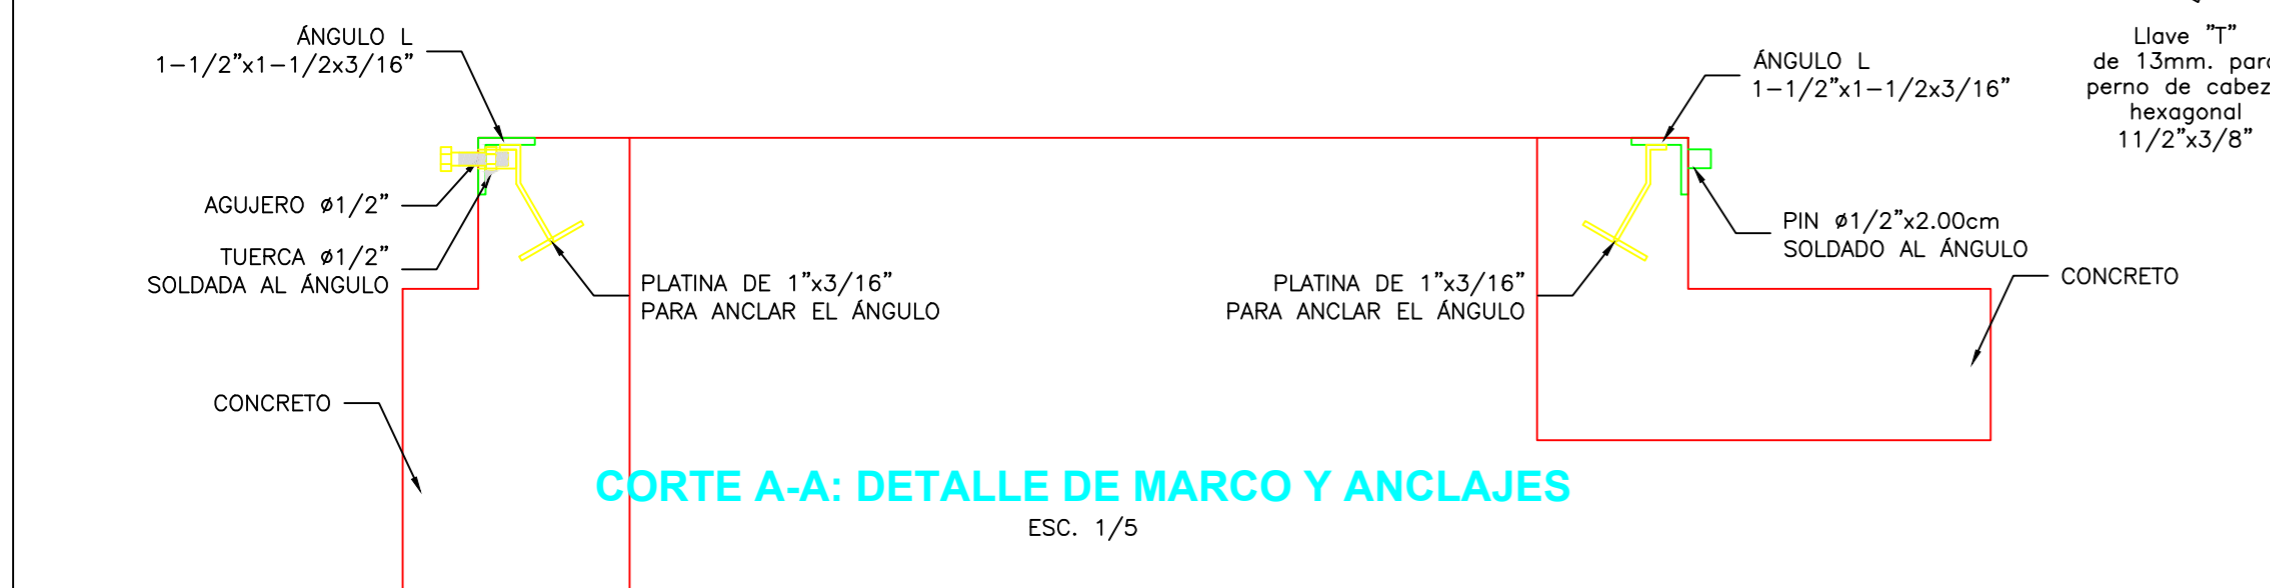 ÁNGULO L
1-1/2"x1-1/2x3/16"
AGUJERO ø1/2"
TUERCA ø1/2"
SOLDADA AL ÁNGULO
CONCRETO
PLATINA DE 1"x3/16"
PARA ANCLAR EL ÁNGULO
PLATINA DE 1"x3/16"
PARA ANCLAR EL ÁNGULO
ÁNGULO L
1-1/2"x1-1/2x3/16"
PIN ø1/2"x2.00cm
SOLDADO AL ÁNGULO
CONCRETO
Llave "T"
de 13mm. para
perno de cabez
hexagonal
11/2"x3/8"
CORTE A-A: DETALLE DE MARCO Y ANCLAJES
ESC. 1/5